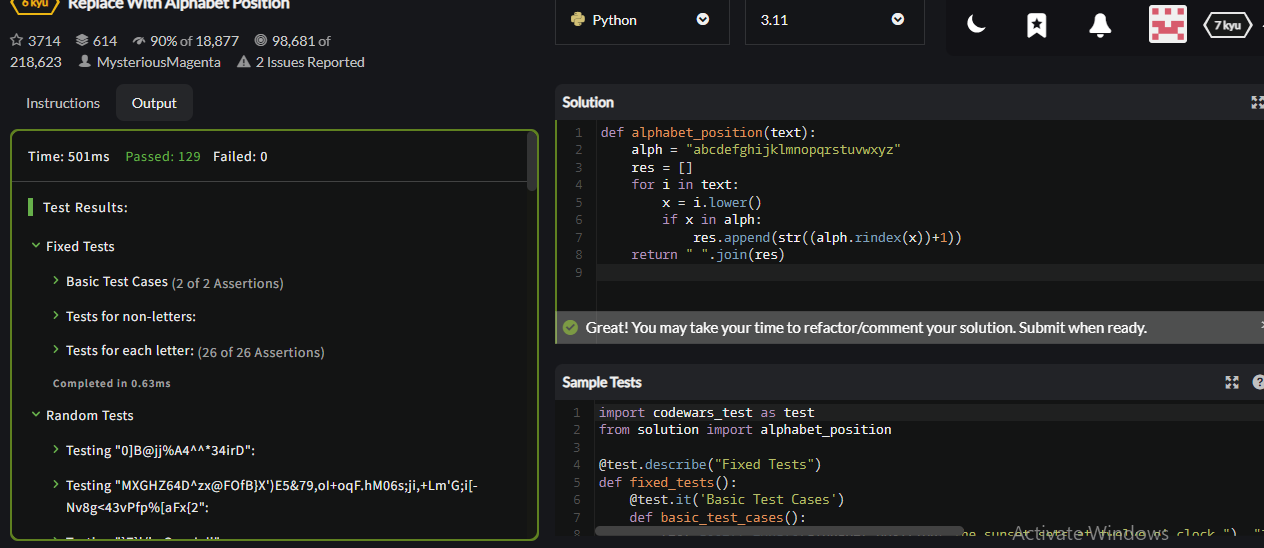 6 kyu Replace With Alphabet Position
3714 614 90% of 18,877 98,681 of
218,623 MysteriousMagenta 2 Issues Reported
Instructions Output
Time: 501ms Passed: 129 Failed: 0
Test Results:
Fixed Tests
Basic Test Cases (2 of 2 Assertions)
Tests for non-letters:
Tests for each letter: (26 of 26 Assertions)
Completed in 0.63ms
Random Tests
Testing "0]B@jj%A4^^*34irD":
Testing "MXGHZ64D^zx@FOfB}X')E5&79,oI+oqF.hM06s;ji,+Lm'G;i[-
Nv8g<43vPfp%[aFx{2":
Python 3.11 7 kyu
Solution
1 def alphabet_position(text):
2 alph = "abcdefghijklmnopqrstuvwxyz"
3 res = []
4 for i in text:
5 x = i.lower()
6 if x in alph:
7 res.append(str((alph.rindex(x))+1))
8 return " ".join(res)
9
Great! You may take your time to refactor/comment your solution. Submit when ready.
Sample Tests
1 import codewars_test as test
2 from solution import alphabet_position
3
4 @test.describe("Fixed Tests")
5 def fixed_tests():
6 @test.it('Basic Test Cases')
7 def basic_test_cases():
8
Activate Windows